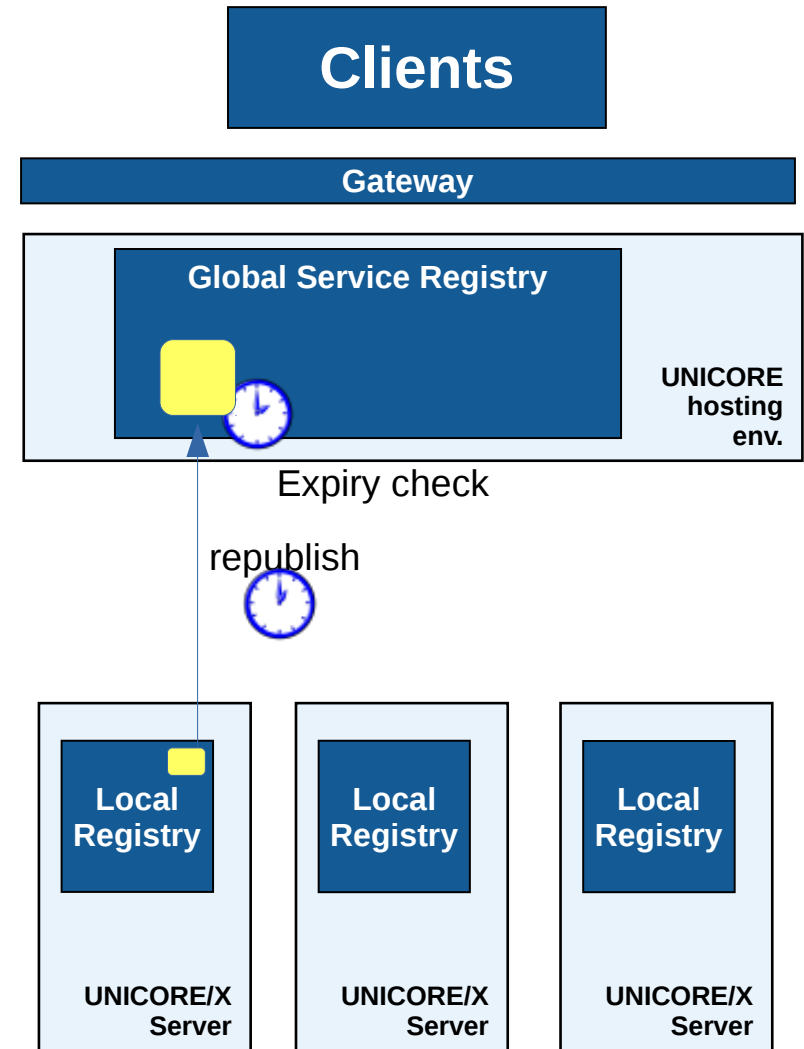 Clients
Gateway
Global Service Registry
UNICORE
hosting
env.
Expiry check
republish
Local
Registry
UNICORE/X
Server
Local
Registry
UNICORE/X
Server
Local
Registry
UNICORE/X
Server